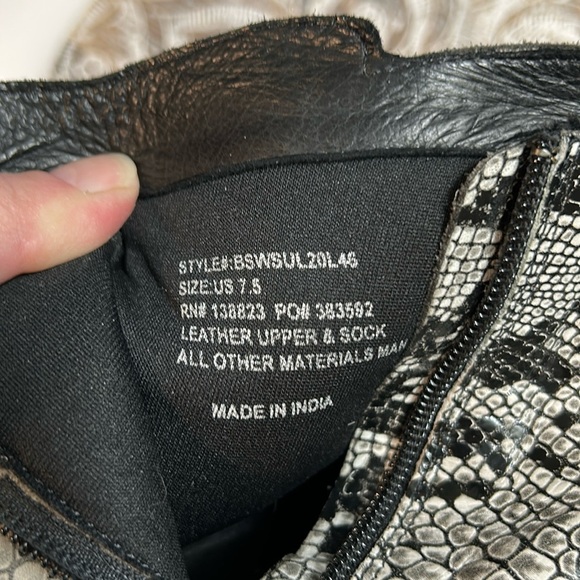 STYLE#:BSWSUL20L46
SIZE:US 7.5
RN# 138823 PO# 383592
LEATHER UPPER & SOCK
ALL OTHER MATERIALS MAN
MADE IN INDIA